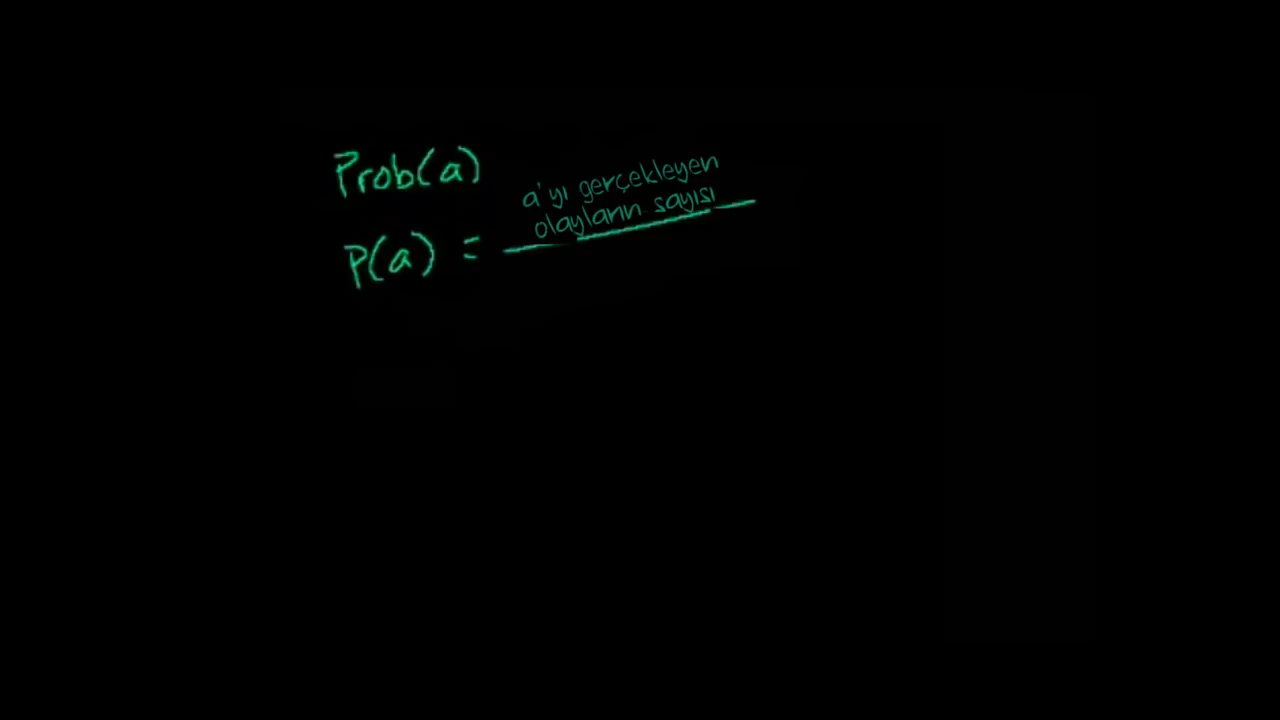 Prob(a)
a'yı gerçekleyen
olayların sayısı
P(a) =